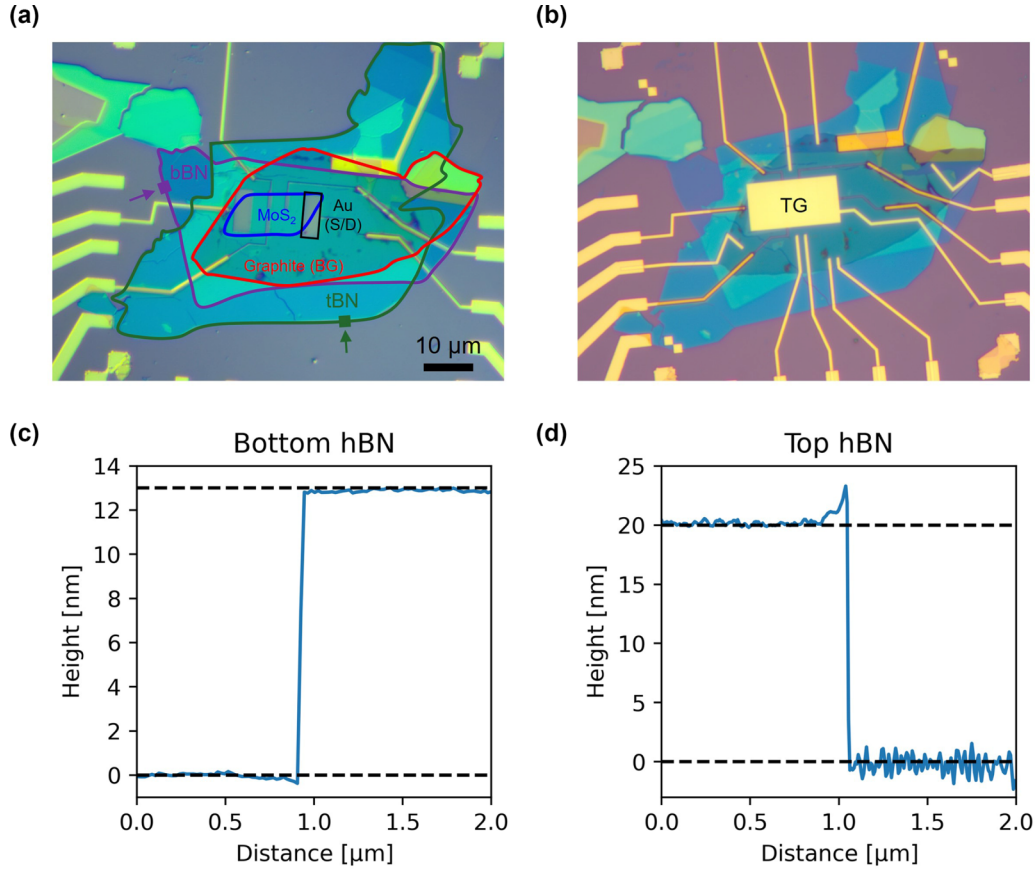 (a)
bBN
MoS₂
Au
(S/D)
Graphite (BG)
tBN
10 μm
(b)
TG
(c)
Bottom hBN
14
12
10
8
6
4
2
0
Height [nm]
0.0 0.5 1.0 1.5 2.0
Distance [μm]
(d)
Top hBN
25
20
15
10
5
0
Height [nm]
0.0 0.5 1.0 1.5 2.0
Distance [μm]